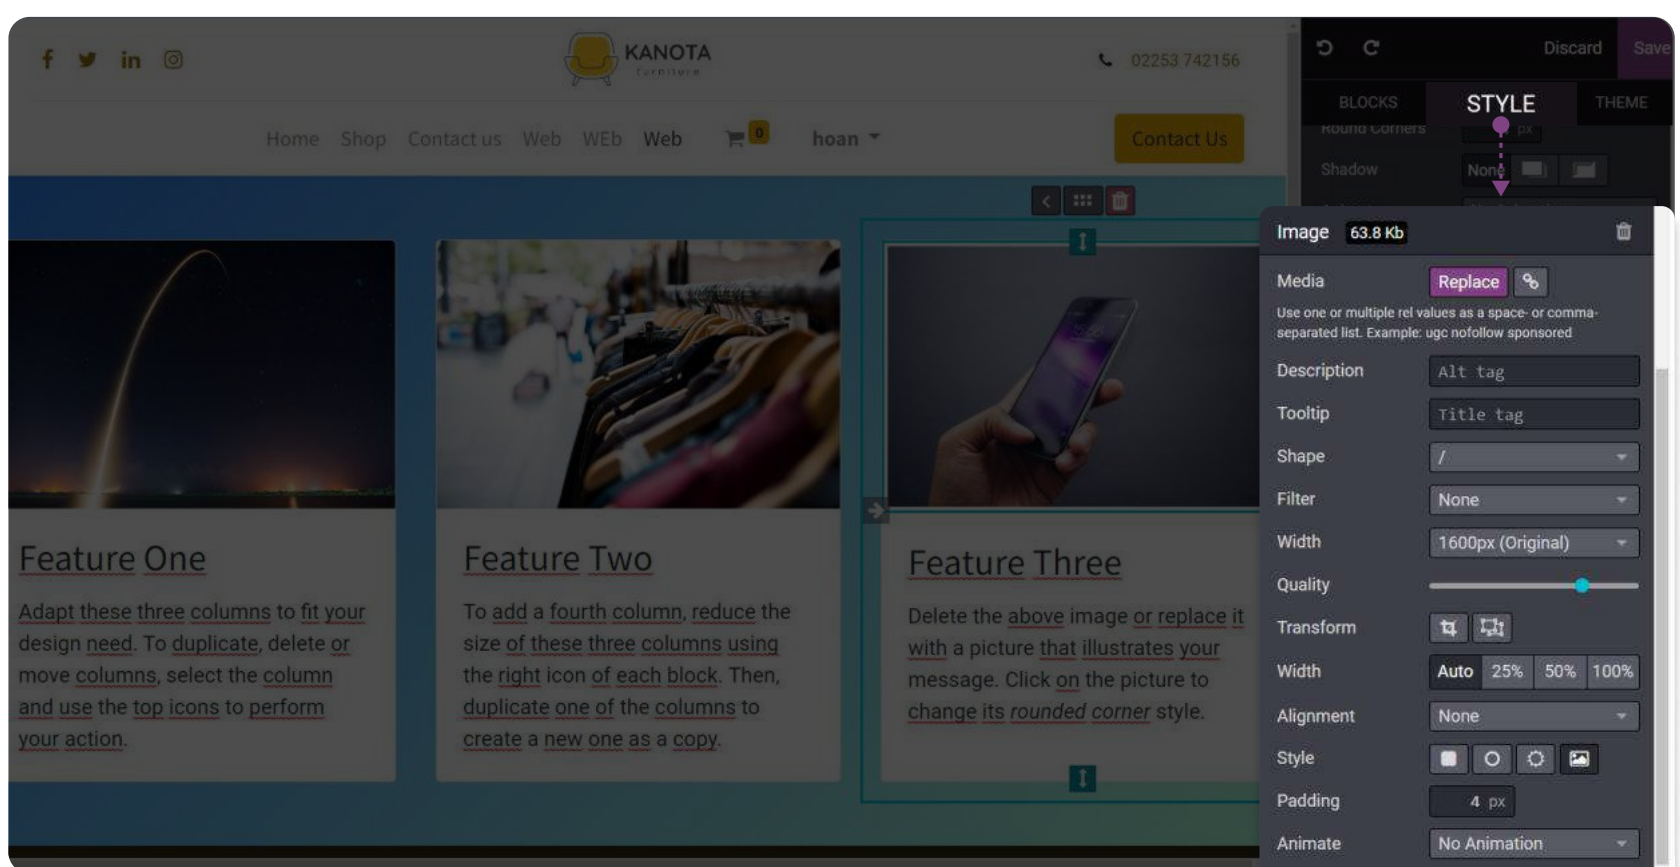 KANOTA
furniture
02253 742156
Home Shop Contact us Web WEb Web 0 hoan Contact Us
Discard Save
BLOCKS STYLE THEME
Round Corners px
Shadow None
Image 63.8 Kb
Media Replace
Use one or multiple rel values as a space- or comma-
separated list. Example: ugc nofollow sponsored
Description Alt tag
Tooltip Title tag
Shape /
Filter None
Width 1600px (Original)
Quality
Transform
Width Auto 25% 50% 100%
Alignment None
Style
Padding 4 px
Animate No Animation
Feature One
Adapt these three columns to fit your
design need. To duplicate, delete or
move columns, select the column
and use the top icons to perform
your action.
Feature Two
To add a fourth column, reduce the
size of these three columns using
the right icon of each block. Then,
duplicate one of the columns to
create a new one as a copy.
Feature Three
Delete the above image or replace it
with a picture that illustrates your
message. Click on the picture to
change its rounded corner style.